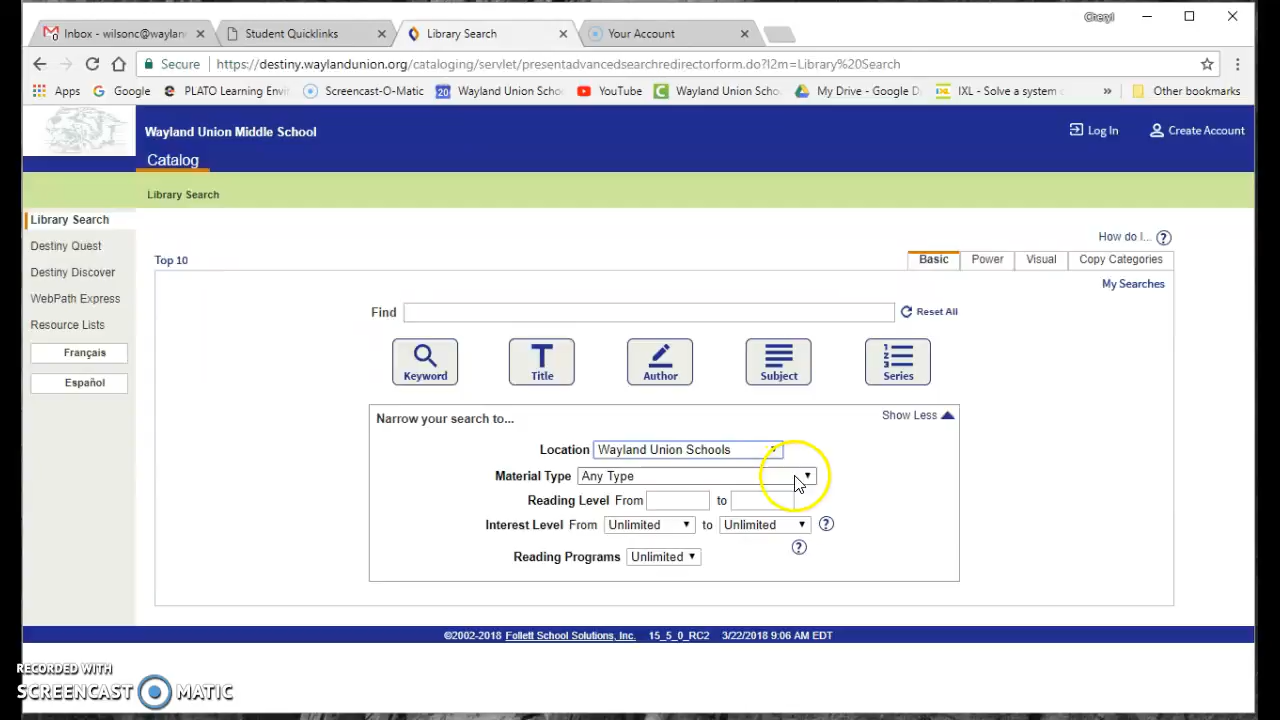 Cheryl
Inbox - wilsonc@waylan
Student Quicklinks
Library Search
Your Account
Secure https://destiny.waylandunion.org/cataloging/servlet/presentadvancedsearchredirectorform.do?l2m=Library%20Search
Apps Google PLATO Learning Envi Screencast-O-Matic Wayland Union Scho YouTube Wayland Un Scho My Drive - Google D IXL - Solve a system » Other bookmarks
Wayland Union Middle School
Log In Create Account
Catalog
Library Search
Library Search
Destiny Quest
Destiny Discover
WebPath Express
Resource Lists
Français
Español
How do I... ?
Top 10
Basic Power Visual Copy Categories
My Searches
Find Reset All
Keyword Title Author Subject Series
Narrow your search to... Show Less
Location Wayland Union Schools
Material Type Any Type
Reading Level From to
Interest Level From Unlimited to Unlimited ?
?
Reading Programs Unlimited
©2002-2018 Follett School Solutions, Inc. 15_5_0_RC2 3/22/2018 9:06 AM EDT
RECORDED WITH
SCREENCAST MATIC